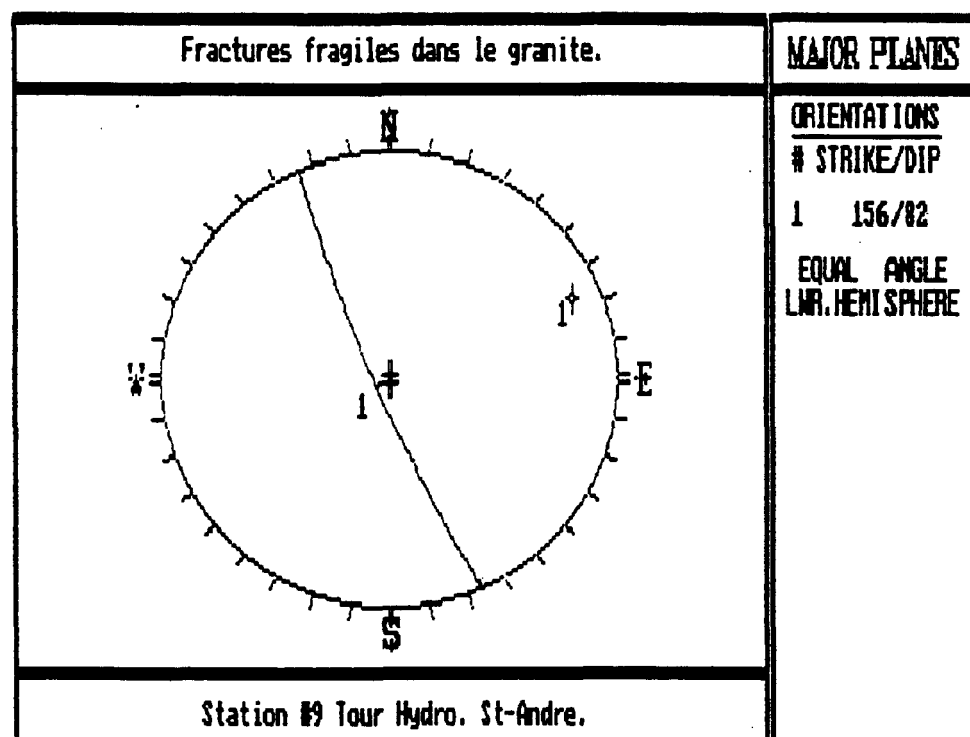 Fractures fragiles dans le granite.
MAJOR PLANES
ORIENTATIONS
# STRIKE/DIP
1 156/82
EQUAL ANGLE
LWR.HEMISPHERE
N
1
W
E
1
S
Station #9 Tour Hydro. St-Andre.